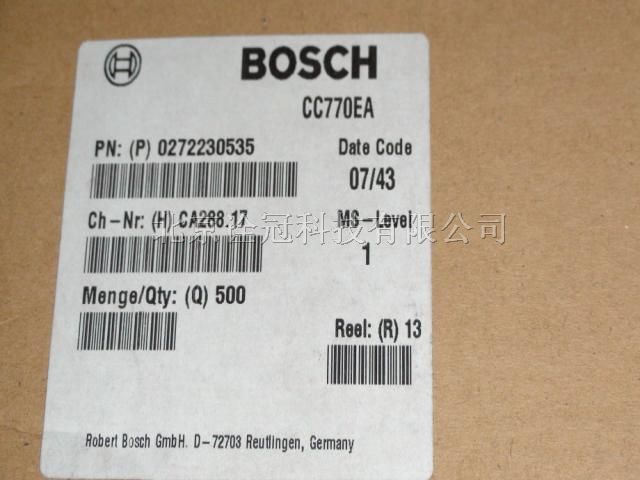 BOSCH
CC770EA
PN: (P) 0272230535
Date Code
07/43
Ch-Nr: (H) CA288.17
MS-Level
1
北京佳冠科技有限公司
Menge/Qty: (Q) 500
Reel: (R) 13
Robert Bosch GmbH. D-72703 Reutlingen, Germany